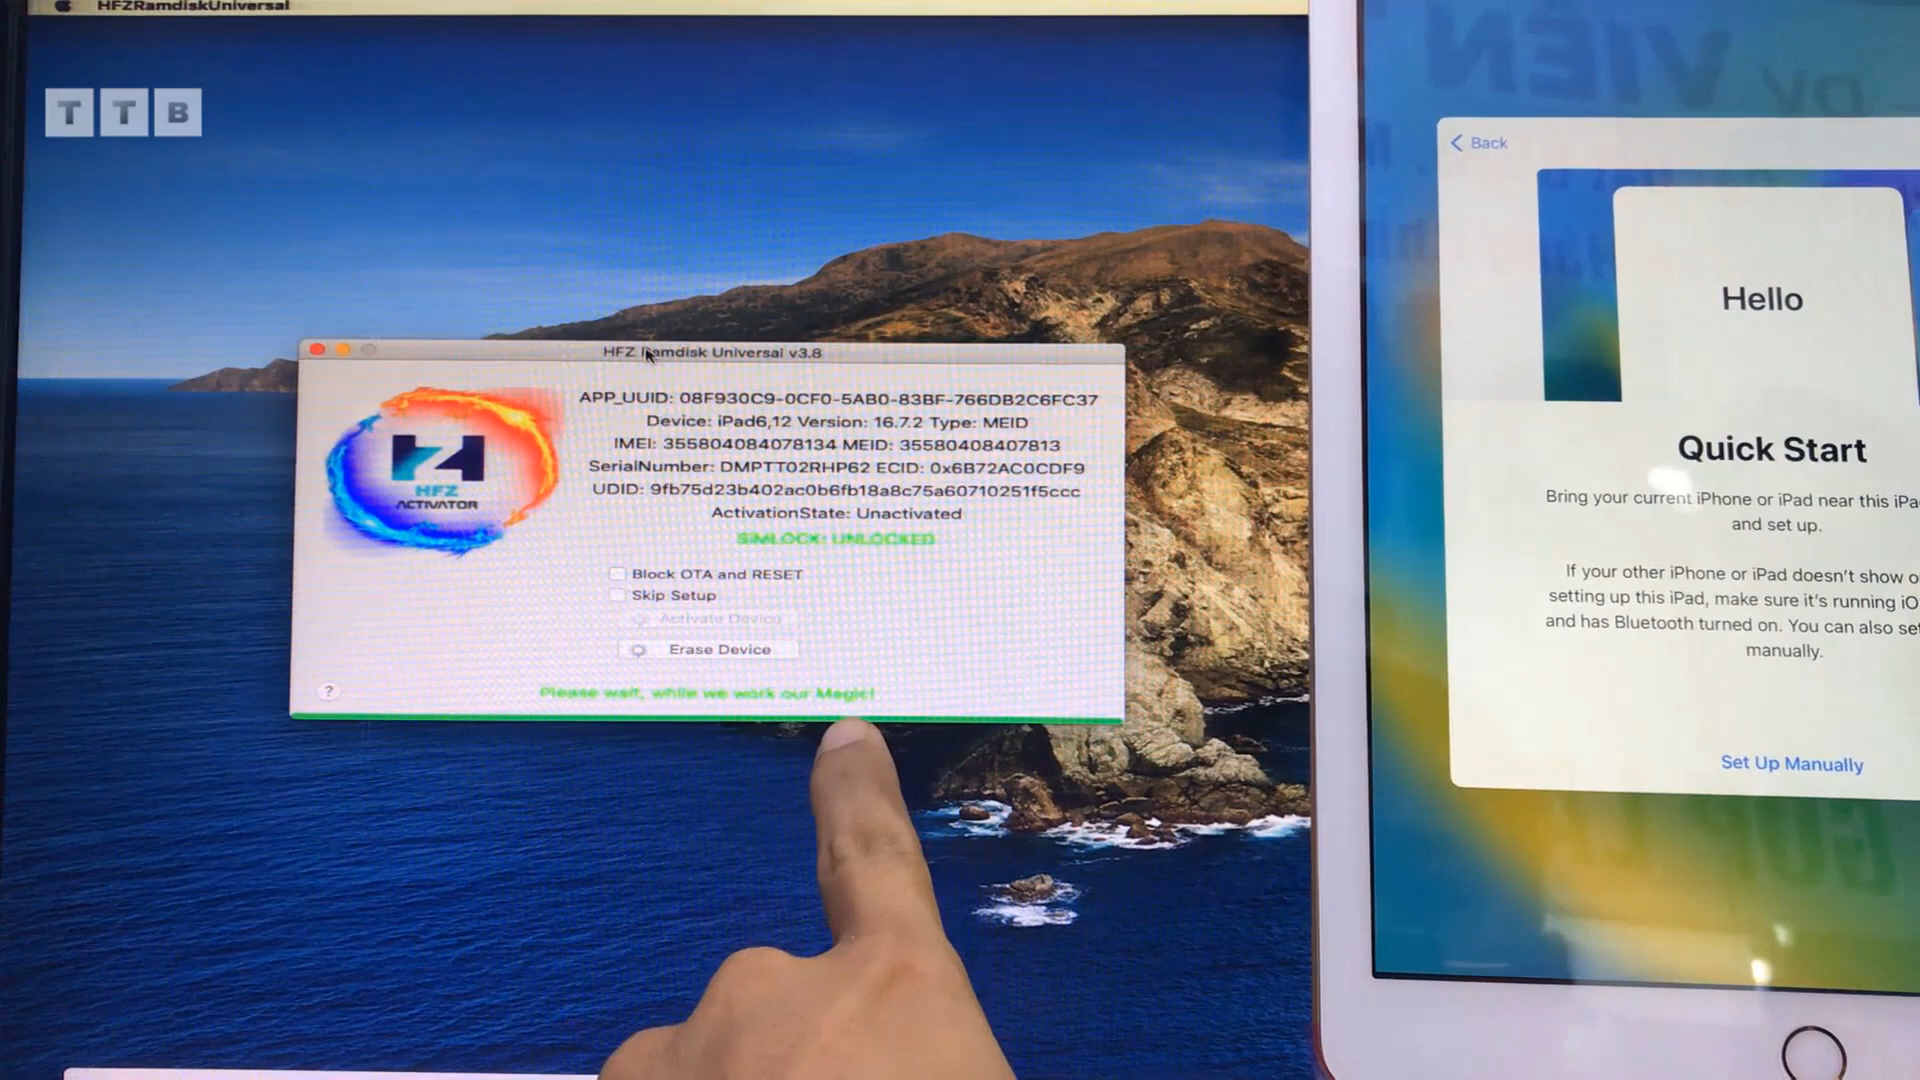 HFZRamdiskUniversal
T T B
HFZ Ramdisk Universal v3.8
APP_UUID: 08F930C9-0CF0-5AB0-83BF-766DB2C6FC37
Device: iPad6,12 Version: 16.7.2 Type: MEID
IMEI: 355804084078134 MEID: 35580408407813
SerialNumber: DMPTT02RHP62 ECID: 0x6B72AC0CDF9
UDID: 9fb75d23b402ac0b6fb18a8c75a60710251f5ccc
ActivationState: Unactivated
SIMLOCK: UNLOCKED
HFZ
ACTIVATOR
Block OTA and RESET
Skip Setup
Activate Device
Erase Device
?
Please wait, while we work our Magic!
Back
Hello
Quick Start
Bring your current iPhone or iPad near this iPa
and set up.
If your other iPhone or iPad doesn't show
setting up this iPad, make sure it's running
and has Bluetooth turned on. You can also
manually.
Set Up Manually